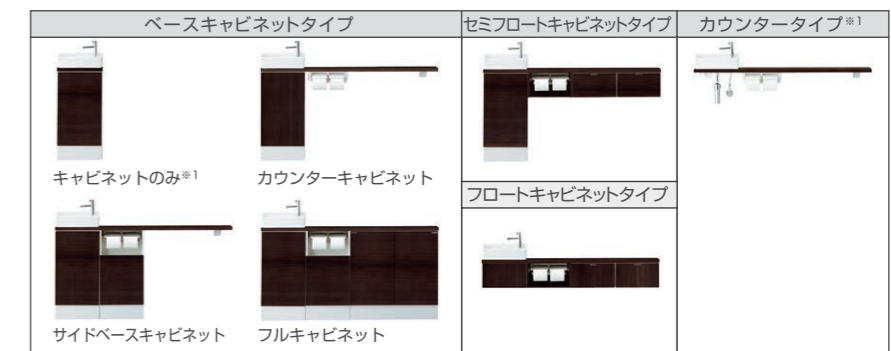 ベースキャビネットタイプ
セミフロートキャビネットタイプ
カウンタータイプ※1
キャビネットのみ※1
カウンターキャビネット
フロートキャビネットタイプ
サイドベースキャビネット
フルキャビネット